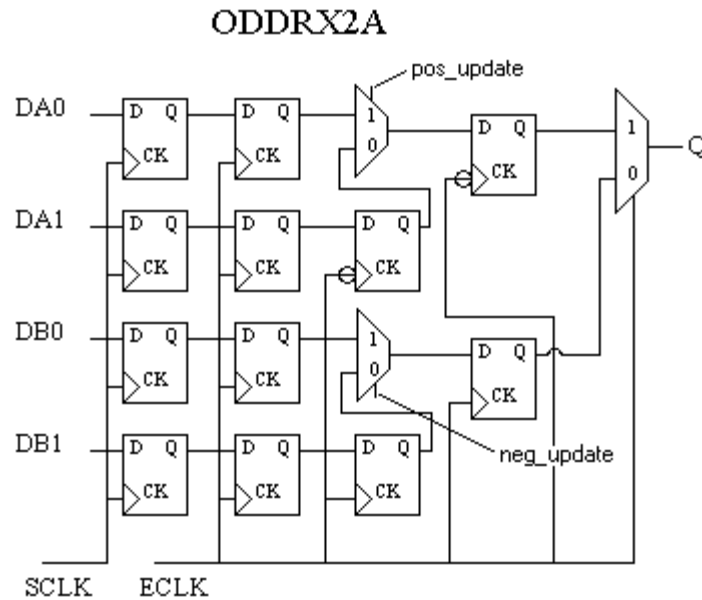 ODDRX2A
pos_update
DA0 D Q D Q 1 D Q 1 Q
CK CK 0 CK 0
DA1 D Q D Q D Q
CK CK CK
DB0 D Q D Q 1 D Q
CK CK 0 CK
DB1 D Q D Q D Q
neg_update
CK CK CK
SCLK ECLK